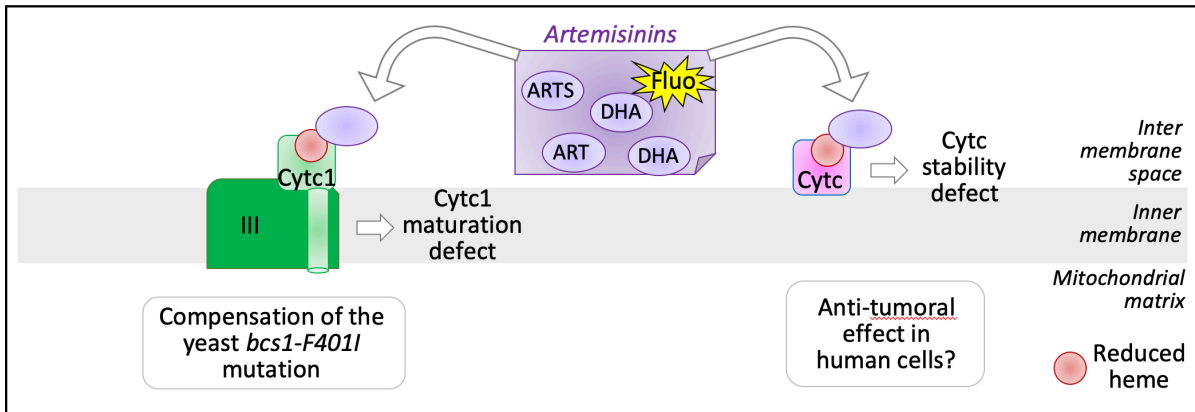 Artemisinins
Fluo
ARTS
DHA
ART
DHA
Cytc1
III
Cytc1
maturation
defect
Cytc
Cytc
stability
defect
Inter
membrane
space
Inner
membrane
Mitochondrial
matrix
Compensation of the
yeast bcs1-F401I
mutation
Anti-tumoral
effect in
human cells?
Reduced
heme